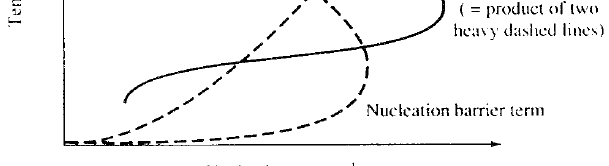 ( = product of two
heavy dashed lines)
Nucleation barrier term